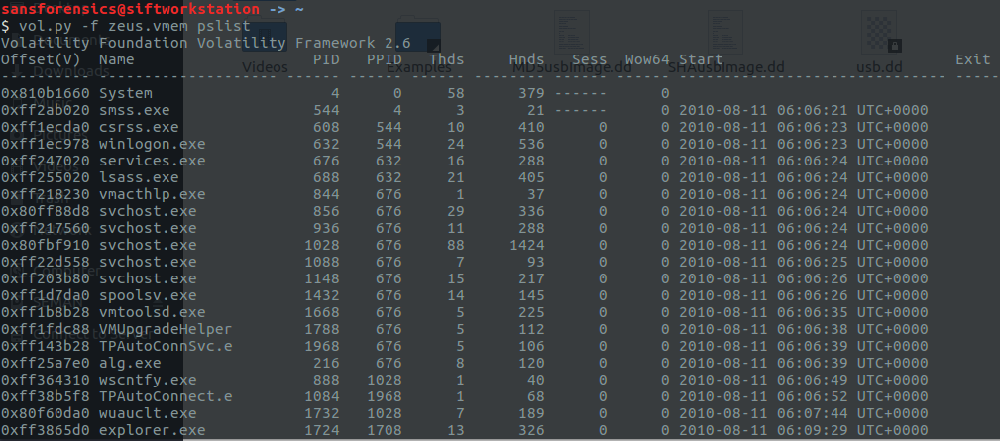 sansforensics@siftworkstation -> ~
$ vol.py -f zeus.vmem pslist
Volatility Foundation Volatility Framework 2.6
Offset(V) Name PID PPID Thds Hnds Sess Wow64 Start Exit
Videos Examples MD5usbImage.dd SHAusbImage.dd usb.dd
Downloads
0x810b1660 System 4 0 58 379 ------ 0
0xff2ab020 smss.exe 544 4 3 21 ------ 0 2010-08-11 06:06:21 UTC+0000
0xff1ecda0 csrss.exe 608 544 10 410 0 0 2010-08-11 06:06:23 UTC+0000
0xff1ec978 winlogon.exe 632 544 24 536 0 0 2010-08-11 06:06:23 UTC+0000
0xff247020 services.exe 676 632 16 288 0 0 2010-08-11 06:06:24 UTC+0000
0xff255020 lsass.exe 688 632 21 405 0 0 2010-08-11 06:06:24 UTC+0000
0xff218230 vmacthlp.exe 844 676 1 37 0 0 2010-08-11 06:06:24 UTC+0000
0x80ff88d8 svchost.exe 856 676 29 336 0 0 2010-08-11 06:06:24 UTC+0000
0xff217560 svchost.exe 936 676 11 288 0 0 2010-08-11 06:06:24 UTC+0000
0x80fbf910 svchost.exe 1028 676 88 1424 0 0 2010-08-11 06:06:24 UTC+0000
0xff22d558 svchost.exe 1088 676 7 93 0 0 2010-08-11 06:06:25 UTC+0000
0xff203b80 svchost.exe 1148 676 15 217 0 0 2010-08-11 06:06:26 UTC+0000
0xff1d7da0 spoolsv.exe 1432 676 14 145 0 0 2010-08-11 06:06:26 UTC+0000
0xff1b8b28 vmtoolsd.exe 1668 676 5 225 0 0 2010-08-11 06:06:35 UTC+0000
0xff1fdc88 VMUpgradeHelper 1788 676 5 112 0 0 2010-08-11 06:06:38 UTC+0000
0xff143b28 TPAutoConnSvc.e 1968 676 5 106 0 0 2010-08-11 06:06:39 UTC+0000
0xff25a7e0 alg.exe 216 676 8 120 0 0 2010-08-11 06:06:39 UTC+0000
0xff364310 wscntfy.exe 888 1028 1 40 0 0 2010-08-11 06:06:49 UTC+0000
0xff38b5f8 TPAutoConnect.e 1084 1968 1 68 0 0 2010-08-11 06:06:52 UTC+0000
0x80f60da0 wuauclt.exe 1732 1028 7 189 0 0 2010-08-11 06:07:44 UTC+0000
0xff3865d0 explorer.exe 1724 1708 13 326 0 0 2010-08-11 06:09:29 UTC+0000